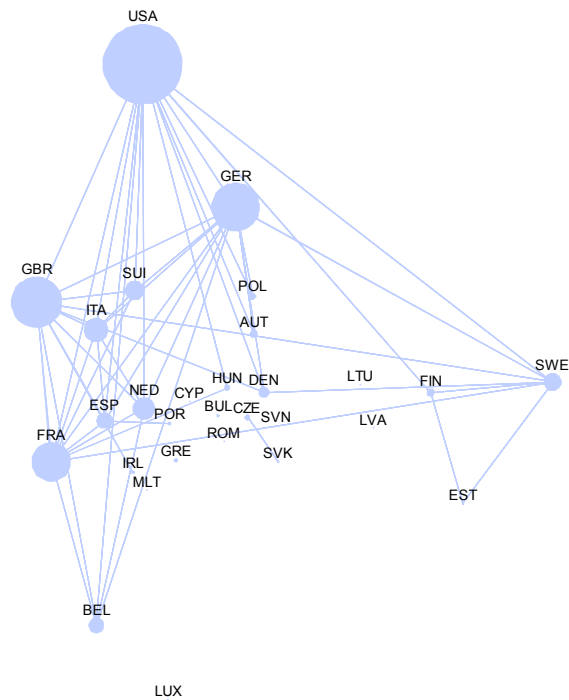 USA
GER
GBR
SUI
ITA
POL
AUT
SWE
HUN
DEN
LTU
FIN
NED
CYP
ESP
POR
BUL
CZE
SVN
LVA
FRA
ROM
GRE
SVK
IRL
MLT
EST
BEL
LUX